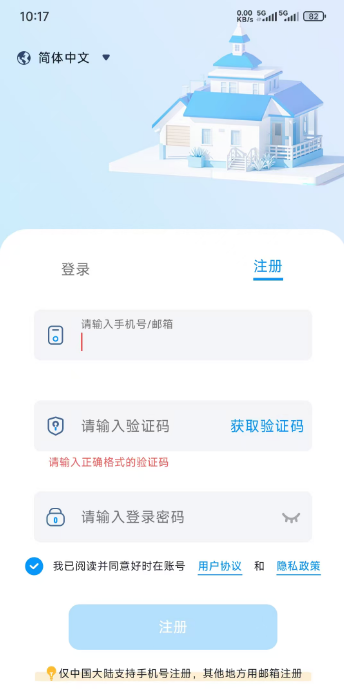 10:17
0.00 KB/s 5G 5G 82
简体中文
登录
注册
请输入手机号/邮箱
请输入验证码 获取验证码
请输入正确格式的验证码
请输入登录密码
我已阅读并同意好时在账号 用户协议 和 隐私政策
注册
仅中国大陆支持手机号注册，其他地方用邮箱注册